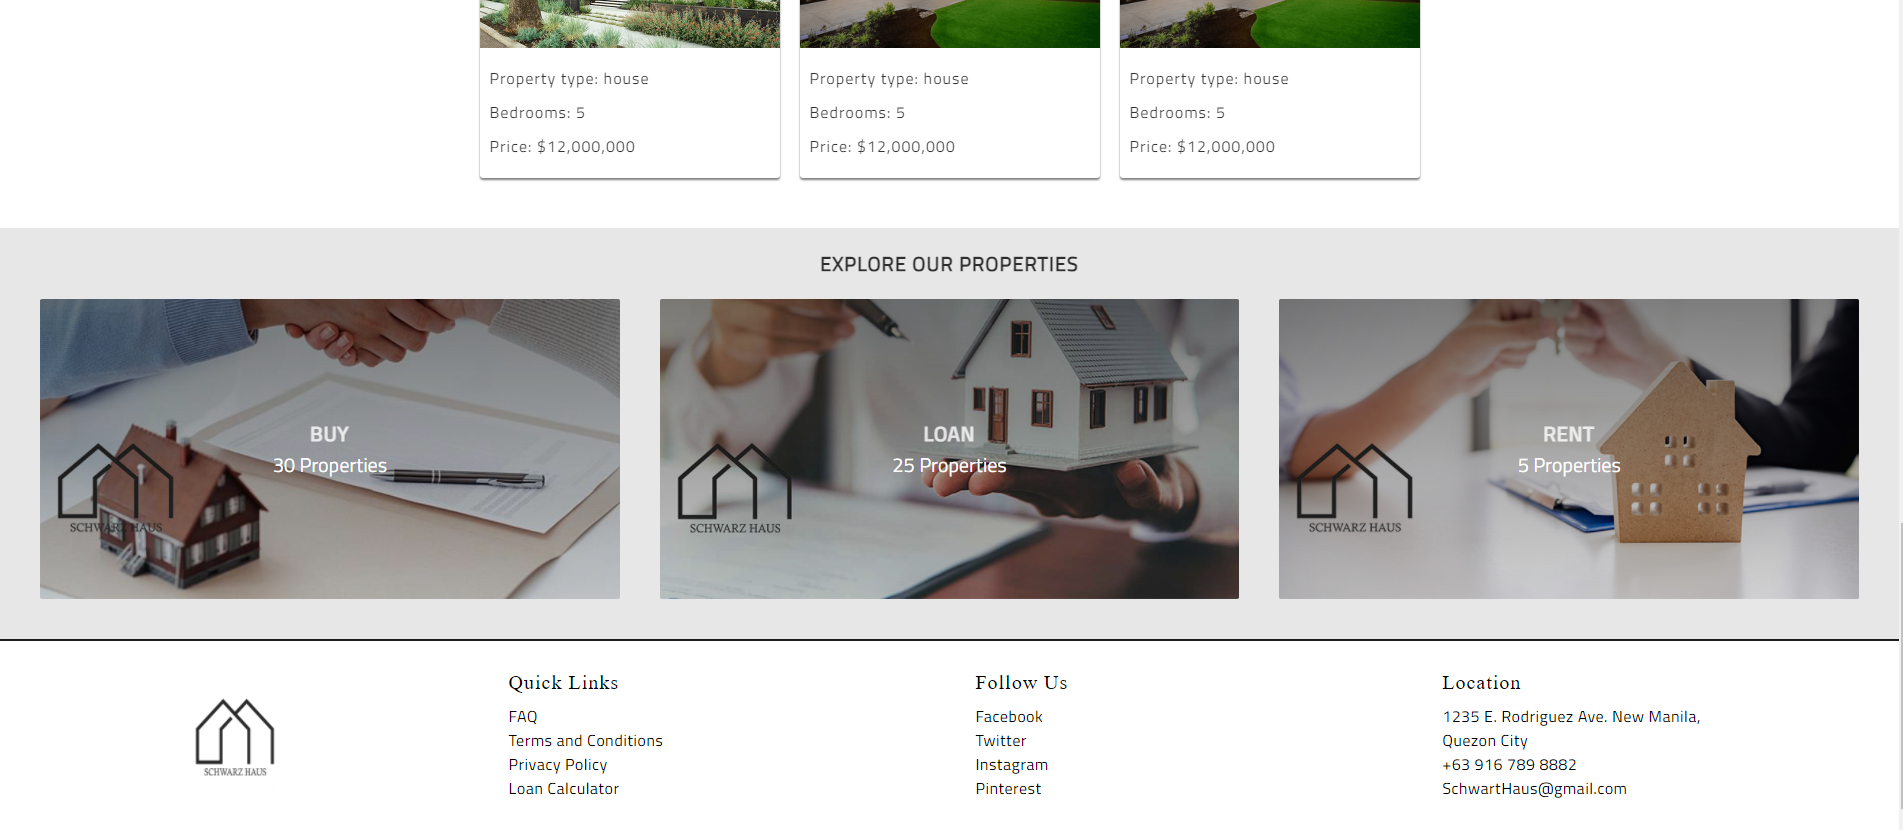 Property type: house
Bedrooms: 5
Price: $12,000,000
Property type: house
Bedrooms: 5
Price: $12,000,000
Property type: house
Bedrooms: 5
Price: $12,000,000
EXPLORE OUR PROPERTIES
BUY
30 Properties
SCHWARZ HAUS
LOAN
25 Properties
SCHWARZ HAUS
RENT
5 Properties
SCHWARZ HAUS
SCHWARZ HAUS
Quick Links
FAQ
Terms and Conditions
Privacy Policy
Loan Calculator
Follow Us
Facebook
Twitter
Instagram
Pinterest
Location
1235 E. Rodriguez Ave. New Manila,
Quezon City
+63 916 789 8882
SchwartHaus@gmail.com